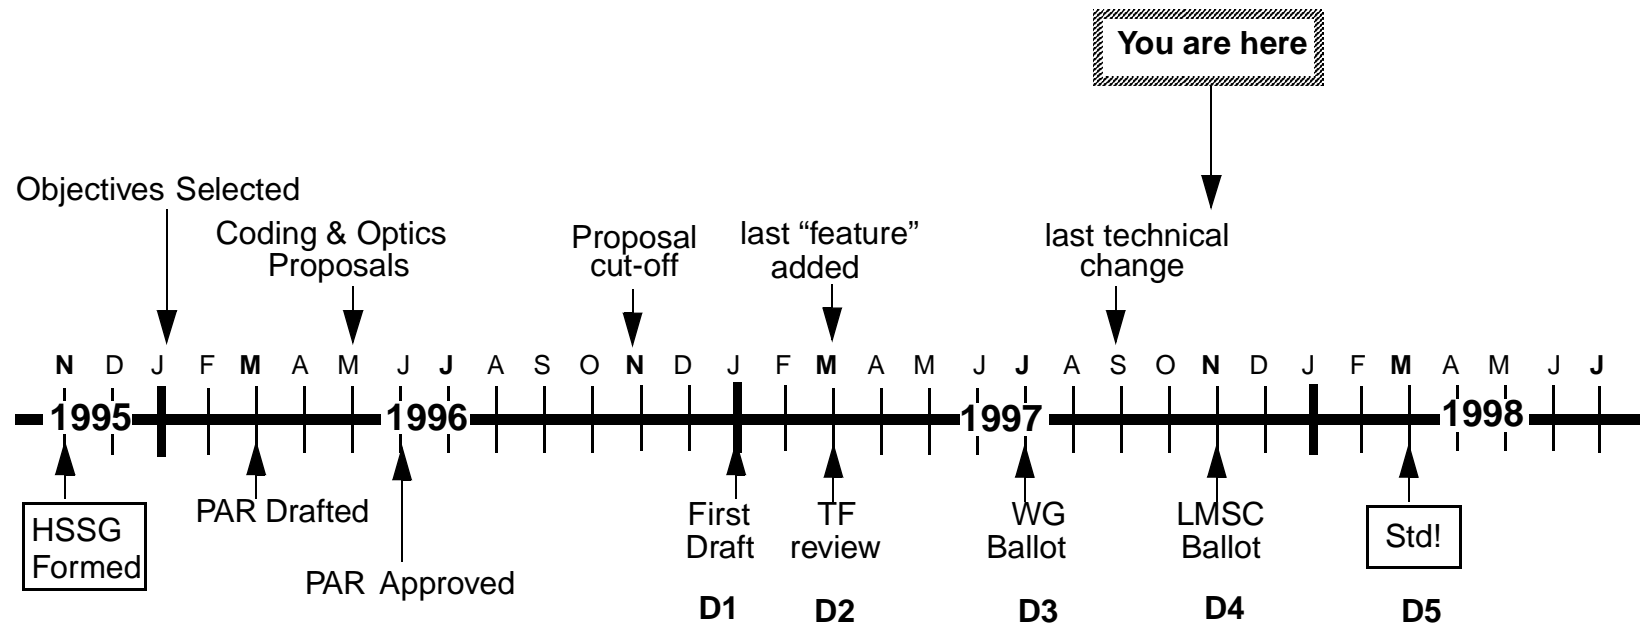 You are here
Objectives Selected
Coding & Optics
Proposals
Proposal
cut-off
last “feature”
added
last technical
change
N D J F M A M J J A S O N D J F M A M J J A S O N D J F M A M J J
1995 1996 1997 1998
HSSG
Formed
PAR Drafted
PAR Approved
First
Draft
TF
review
WG
Ballot
LMSC
Ballot
Std!
D1 D2 D3 D4 D5